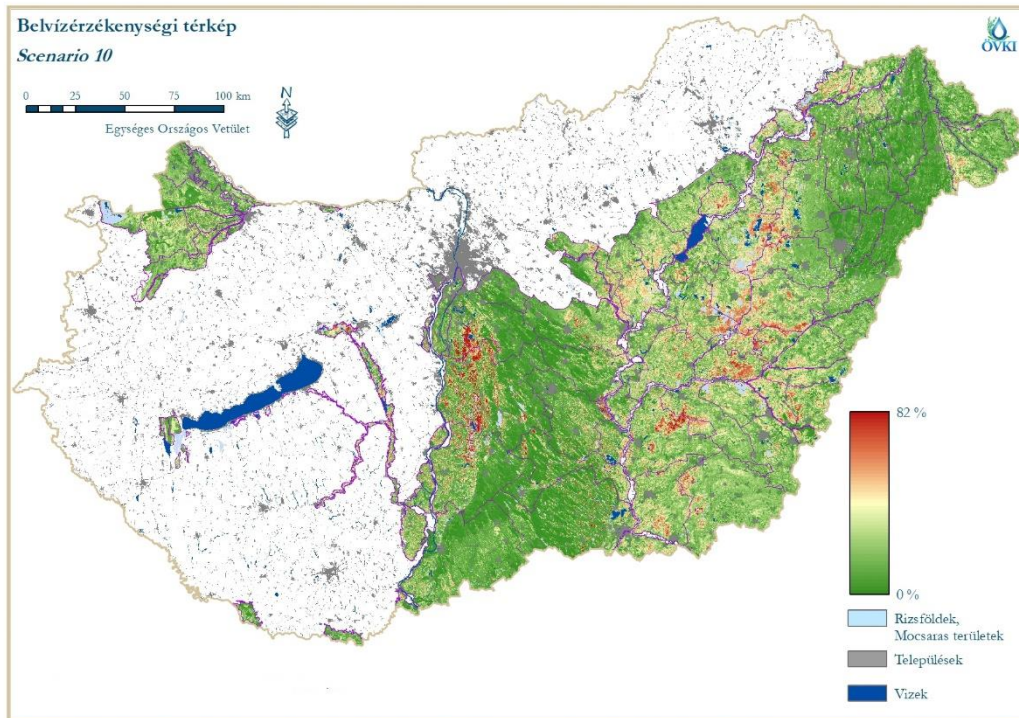 Belvízérzékenységi térkép
Scenario 10
ÖVKI
0 25 50 75 100 km
N
Egységes Országos Vetület
82 %
0 %
Rizsföldek,
Mocsaras területek
Települések
Vizek